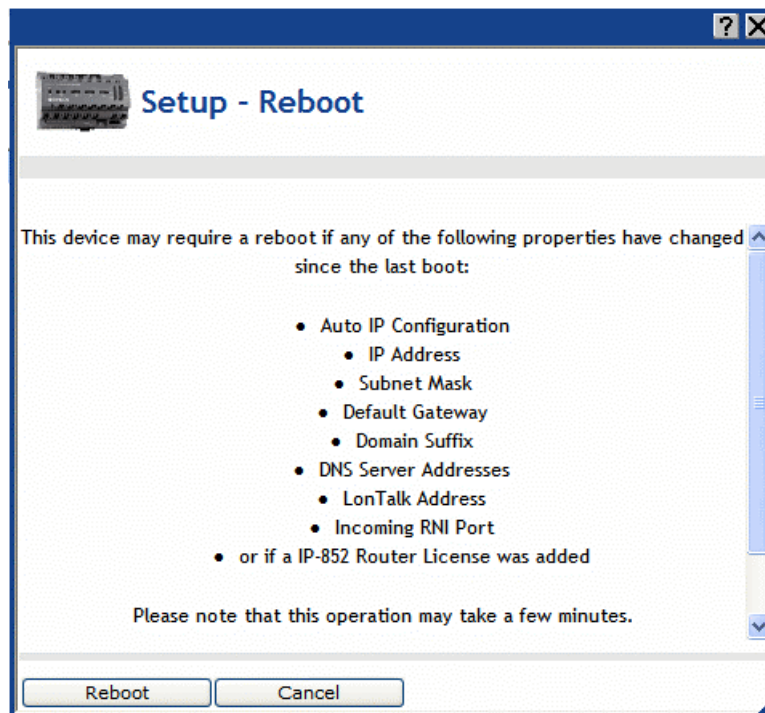 Setup - Reboot
This device may require a reboot if any of the following properties have changed
since the last boot:
● Auto IP Configuration
● IP Address
● Subnet Mask
● Default Gateway
● Domain Suffix
● DNS Server Addresses
● LonTalk Address
● Incoming RNI Port
● or if a IP-852 Router License was added
Please note that this operation may take a few minutes.
Reboot Cancel